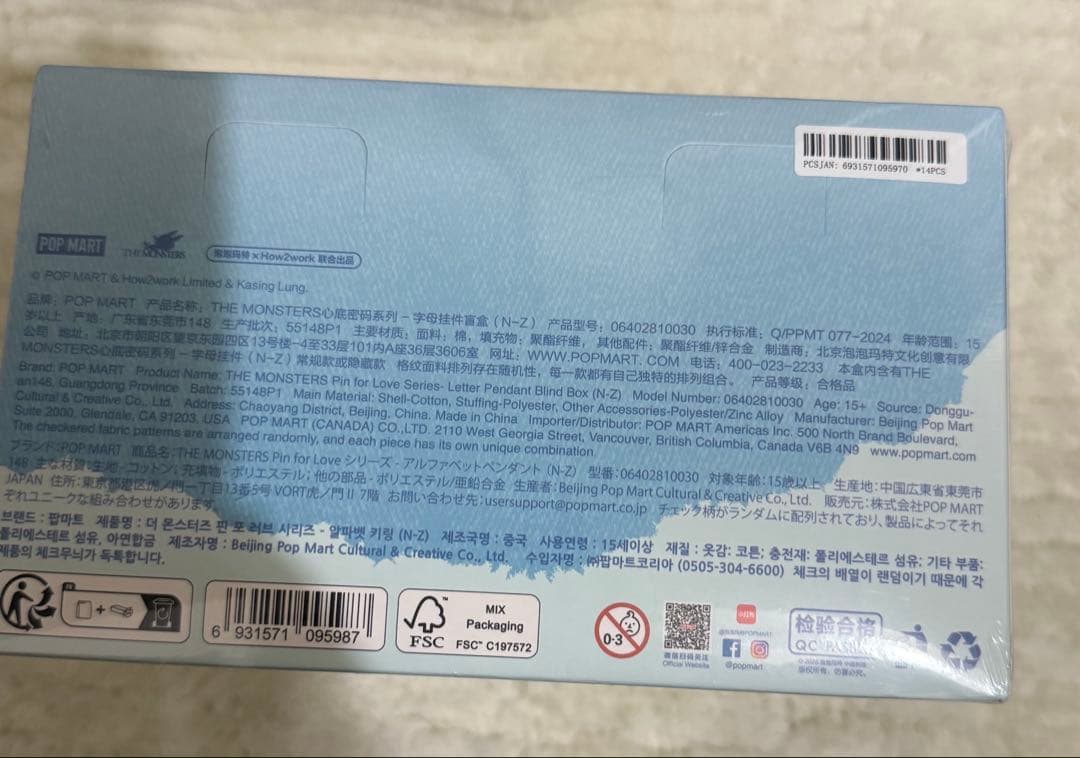 PCSJAN: 6931571095970 *14PCS
POP MART THE MONSTERS 泡泡玛特×How2work 联合出品
© POP MART & How2work Limited & Kasing Lung.
品牌：POP MART 产品名称：THE MONSTERS心底密码系列－字母挂件盲盒（N-Z） 产品型号：06402810030 执行标准：Q/PPMT 077-2024 年龄范围：15
岁以上 产地：广东省东莞市148 生产批次：55148P1 主要材质：面料：棉，填充物：聚酯纤维，其他配件：聚酯纤维/锌合金 制造商：北京泡泡玛特文化创意有限
公司 地址：北京市朝阳区望京东园四区13号楼-4至33层101内A座36层3606室 网址：WWW.POPMART.COM 电话：400-023-2233 本盒内含有THE
MONSTERS心底密码系列－字母挂件（N-Z）常规款或隐藏款 格纹面料排列存在随机性，每一款都有自己独特的排列组合。 产品等级：合格品
Brand: POP MART Product Name: THE MONSTERS Pin for Love Series- Letter Pendant Blind Box (N-Z) Model Number: 06402810030 Age: 15+ Source: Donggu-
an148, Guangdong Province Batch: 55148P1 Main Material: Shell-Cotton, Stuffing-Polyester, Other Accessories-Polyester/Zinc Alloy Manufacturer: Beijing Pop Mart
Cultural & Creative Co., Ltd. Address: Chaoyang District, Beijing, China. Made in China Importer/Distributor: POP MART Americas Inc. 500 North Brand Boulevard,
Suite 2000, Glendale, CA 91203, USA POP MART (CANADA) CO.,LTD. 2110 West Georgia Street, Vancouver, British Columbia, Canada V6B 4N9 www.popmart.com
The checkered fabric patterns are arranged randomly, and each piece has its own unique combination.
ブランド:POP MART 商品名：THE MONSTERS Pin for Love シリーズ - アルファベットペンダント（N-Z） 型番:06402810030 対象年齢:15歳以上 生産地:中国広東省東莞市
148 主な材質:生地 - コットン；充填物 - ポリエステル；他の部品 - ポリエステル/亜鉛合金 生産者：Beijing Pop Mart Cultural & Creative Co., Ltd. 販売元：株式会社POP MART
JAPAN 住所：東京都港区虎ノ門一丁目13番5号 VORT虎ノ門II 7階 お問い合わせ先：usersupport@popmart.co.jp チェック柄がランダムに配列されており、製品によってそれ
ぞれユニークな組み合わせがあります。
브랜드 : 팝마트 제품명 : 더 몬스터즈 핀 포 러브 시리즈 - 알파벳 키링 (N-Z) 제조국명 : 중국 사용연령 : 15세이상 재질 : 옷감: 코튼; 충전재: 폴리에스테르 섬유; 기타 부품:
폴리에스테르 섬유, 아연합금 제조자명 : Beijing Pop Mart Cultural & Creative Co., Ltd. 수입자명 : ㈜팝마트코리아 (0505-304-6600) 체크의 배열이 랜덤이기 때문에 각
제품의 체크무늬가 독특합니다.
6 931571 095987
FSC™
MIX
Packaging
FSC™ C197572
0-3
Official Website
小红书
@popmart
检验合格
QC PASSED